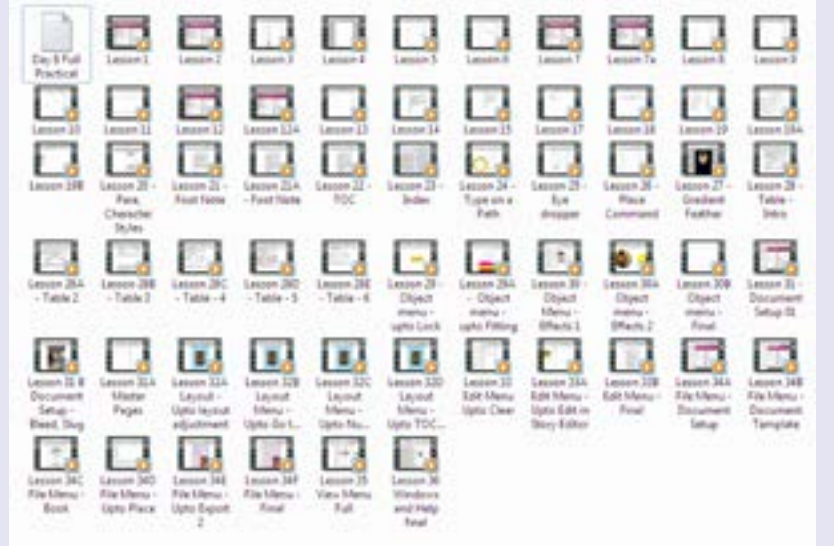 Day 8 Full Practical
Lesson 1
Lesson 2
Lesson 3
Lesson 4
Lesson 5
Lesson 6
Lesson 7
Lesson 7a
Lesson 8
Lesson 9
Lesson 10
Lesson 11
Lesson 12
Lesson 12A
Lesson 13
Lesson 14
Lesson 15
Lesson 17
Lesson 18
Lesson 19
Lesson 19A
Lesson 19B
Lesson 20 -
Para,
Character
Styles
Lesson 21 -
Foot Note
Lesson 21A
- Foot Note
Lesson 22 -
TOC
Lesson 23 -
Index
Lesson 24 -
Type on a
Path
Lesson 25 -
Eye
dropper
Lesson 26 -
Place
Command
Lesson 27 -
Gradient
Feather
Lesson 28 -
Table -
Intro
Lesson 28A
- Table 2
Lesson 28B
- Table 3
Lesson 28C
- Table - 4
Lesson 28D
- Table - 5
Lesson 28E
- Table - 6
Lesson 29 -
Object
menu -
upto Lock
Lesson 29A
- Object
menu -
upto Fitting
Lesson 30 -
Object
Menu -
Effects 1
Lesson 30A
Object
menu -
Effects 2
Lesson 30B
Object
menu -
Final
Lesson 31 -
Document
Setup 01
Lesson 31 B
Document
Setup -
Bleed, Slug
Lesson 31A
Master
Pages
Lesson 32A
Layout -
Upto layout
adjustment
Lesson 32B
Layout
Menu -
Upto Go t...
Lesson 32C
Layout
Menu -
Upto Nu...
Lesson 32D
Layout
Menu -
Upto TOC...
Lesson 33
Edit Menu
Upto Clear
Lesson 33A
Edit Menu -
Upto Edit in
Story Editor
Lesson 33B
Edit Menu -
Final
Lesson 34A
File Menu -
Document
Setup
Lesson 34B
File Menu -
Document
Template
Lesson 34C
File Menu -
Book
Lesson 34D
File Menu -
Upto Place
Lesson 34E
File Menu -
Upto Export
2
Lesson 34F
File Menu -
Final
Lesson 35
View Menu
Full
Lesson 36
Windows
and Help
final